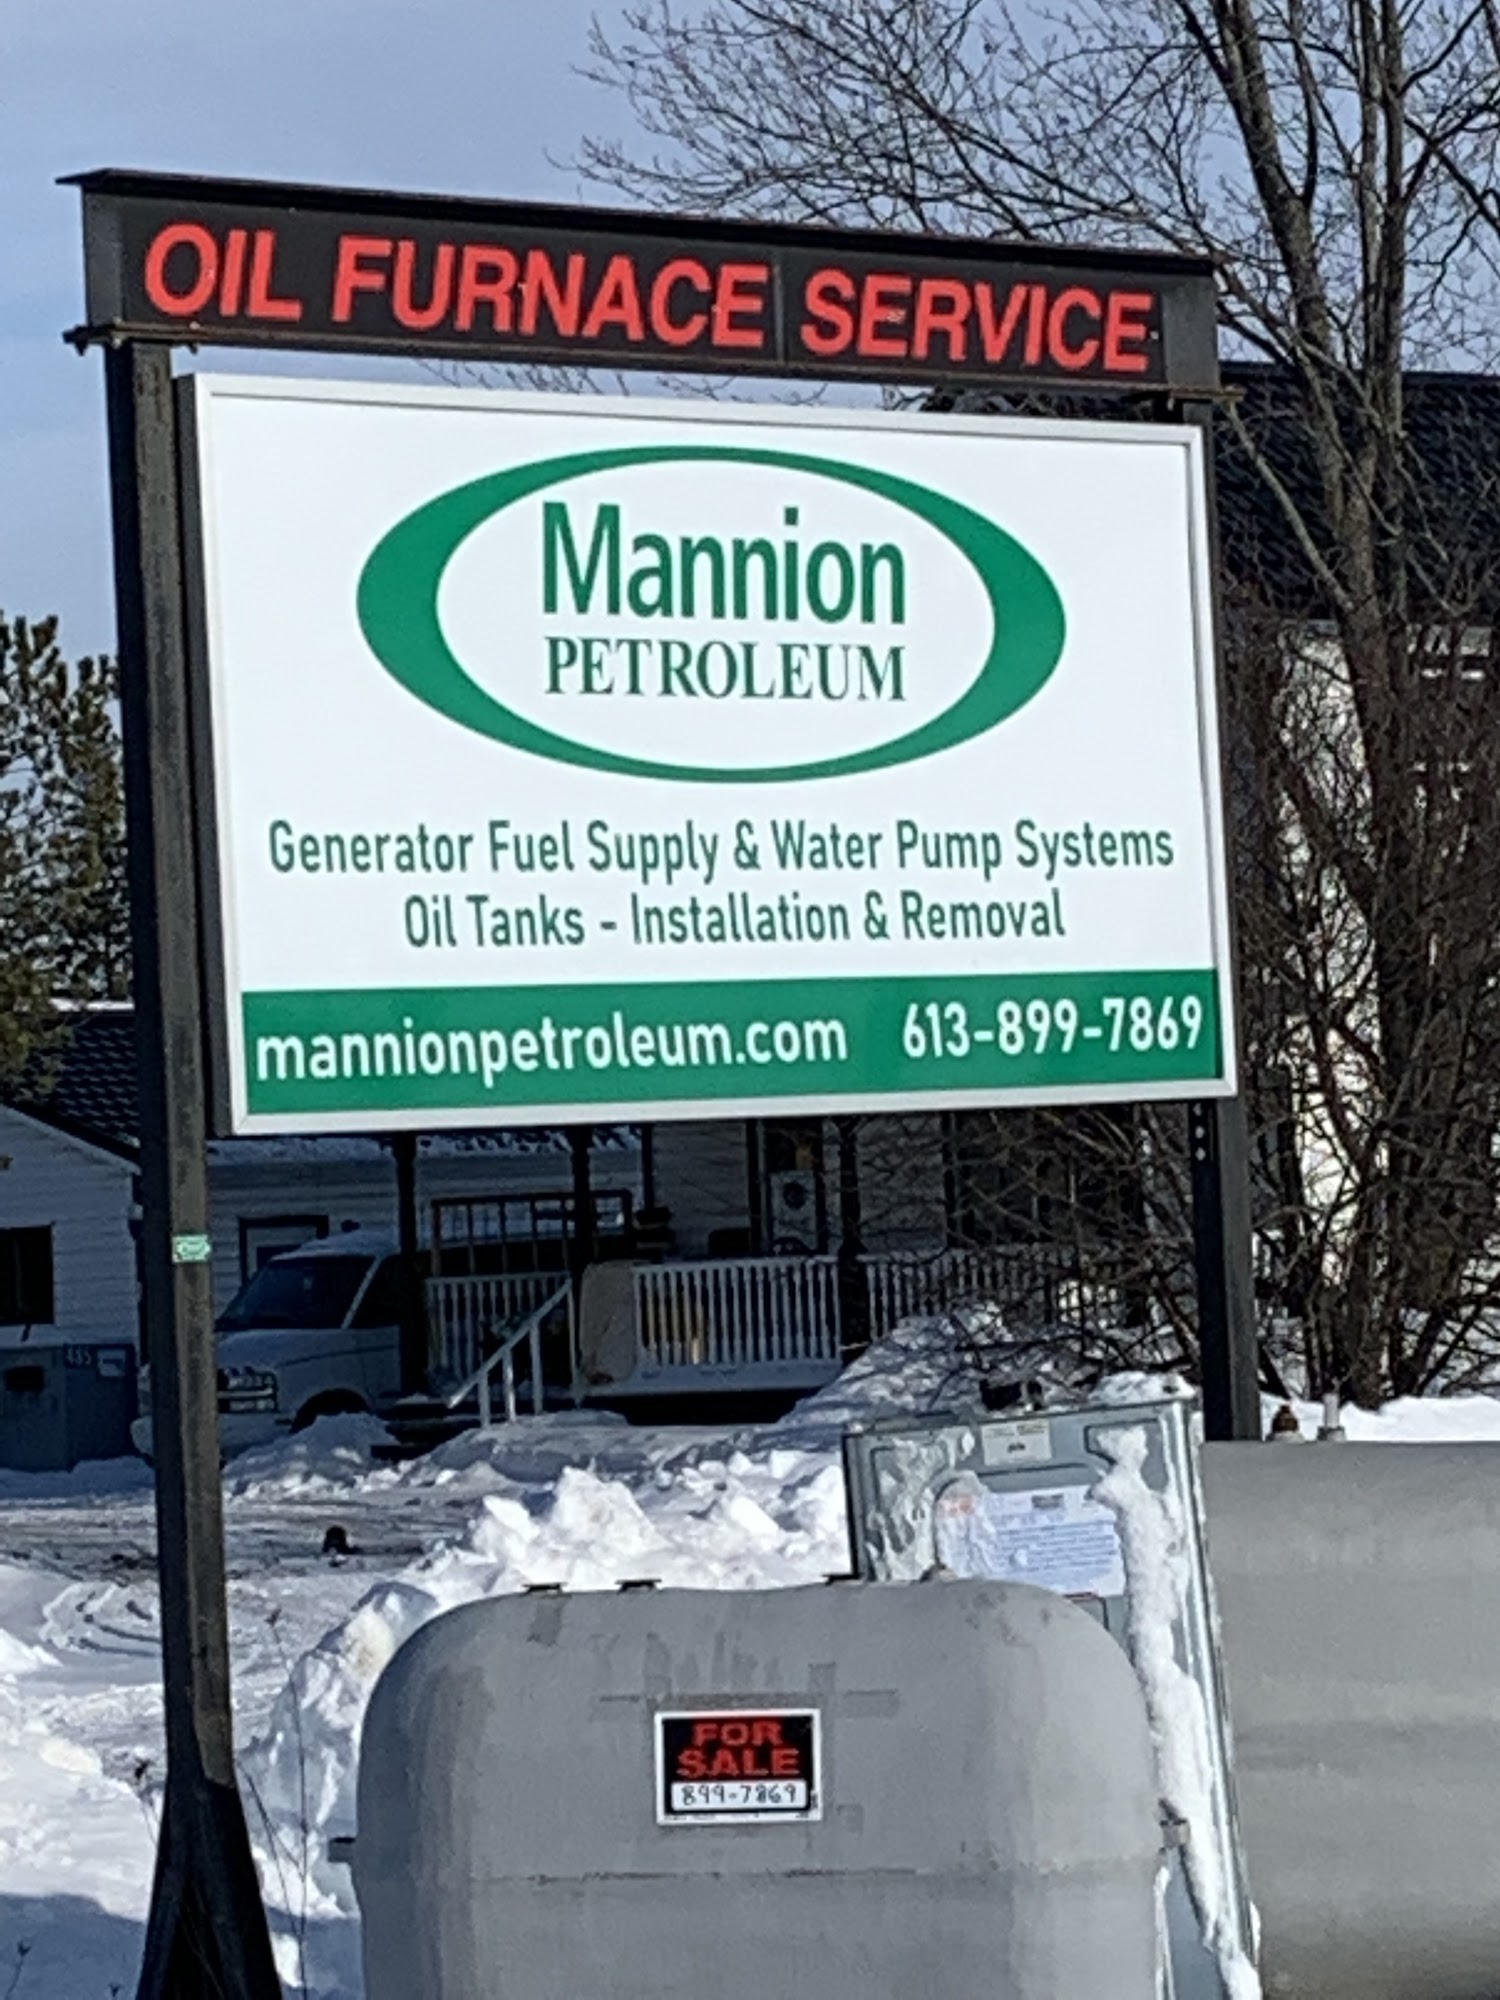 OIL FURNACE SERVICE
Mannion
PETROLEUM
Generator Fuel Supply & Water Pump Systems
Oil Tanks - Installation & Removal
mannionpetroleum.com 613-899-7869
FOR
SALE
899-7869